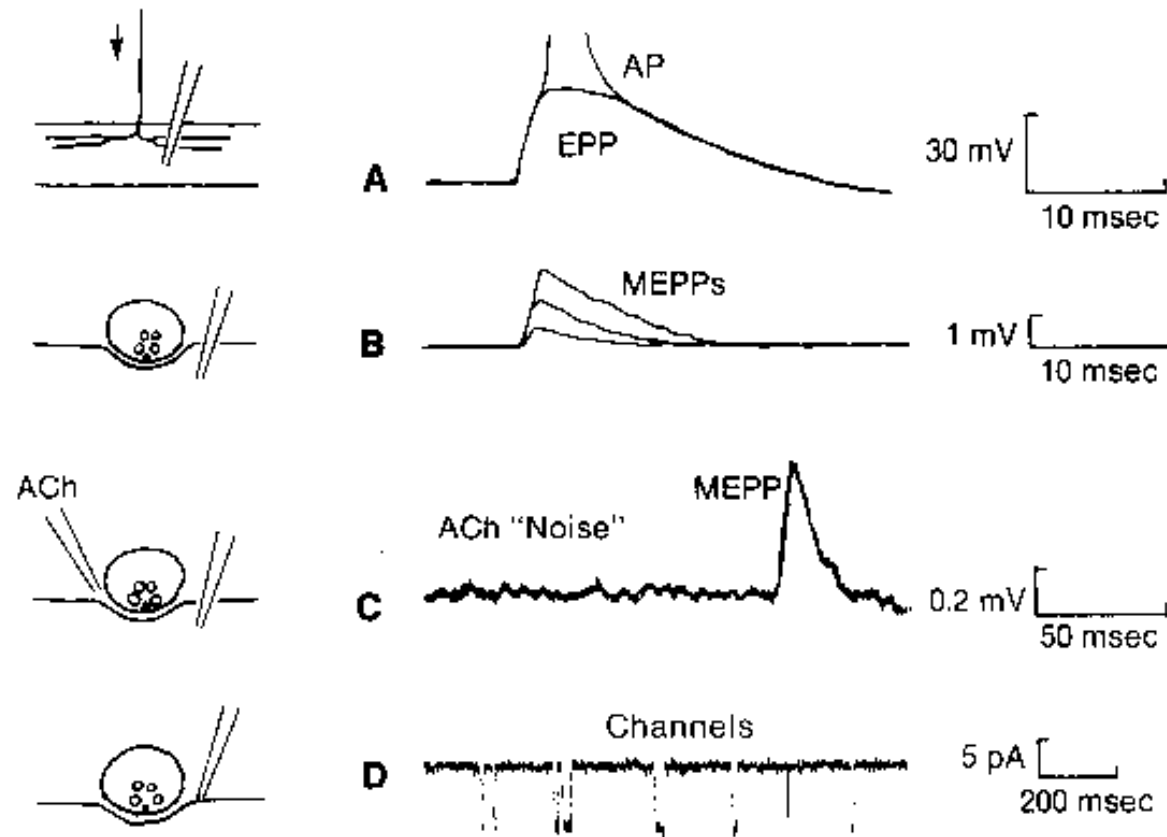 AP
EPP
A
30 mV
10 msec
MEPPs
B
1 mV
10 msec
ACh
MEPP
ACh "Noise"
C
0.2 mV
50 msec
Channels
D
5 pA
200 msec